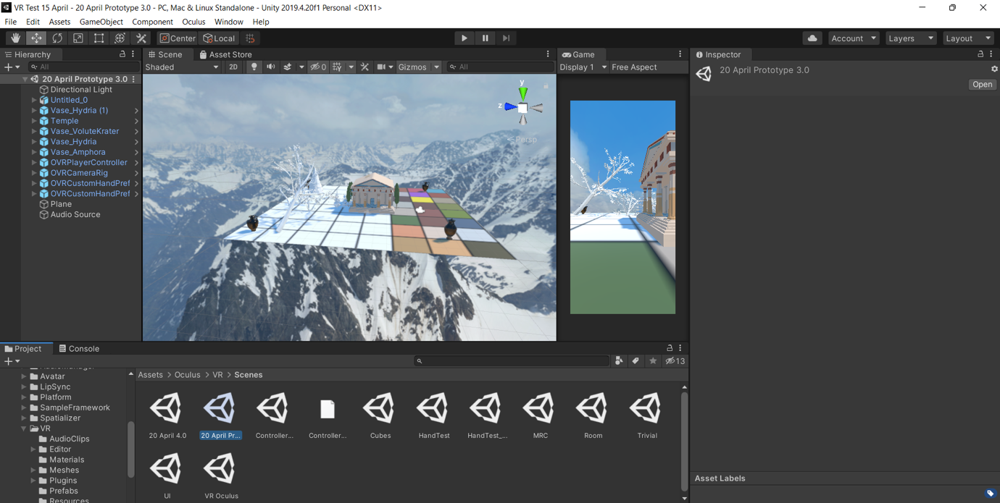 VR Test 15 April - 20 April Prototype 3.0 - PC, Mac & Linux Standalone - Unity 2019.4.20f1 Personal <DX11>
File Edit Assets GameObject Component Oculus Window Help
Center Local Account Layers Layout
Hierarchy
All
20 April Prototype 3.0
Directional Light
Untitled_0
Vase_Hydria (1)
Temple
Vase_VoluteKrater
Vase_Hydria
Vase_Amphora
OVRPlayerController
OVRCameraRig
OVRCustomHandPref
OVRCustomHandPref
Plane
Audio Source
Scene Asset Store
Shaded 2D 0 Gizmos All
y
z
Persp
Game
Display 1 Free Aspect
Inspector
20 April Prototype 3.0
Open
Asset Labels
Project Console
13
Avatar
LipSync
Platform
SampleFramework
Spatializer
VR
AudioClips
Editor
Materials
Meshes
Plugins
Prefabs
Resources
Assets > Oculus > VR > Scenes
20 April 4.0 20 April Pr... Controller... Controller... Cubes HandTest HandTest_... MRC Room Trivial
UI VR Oculus